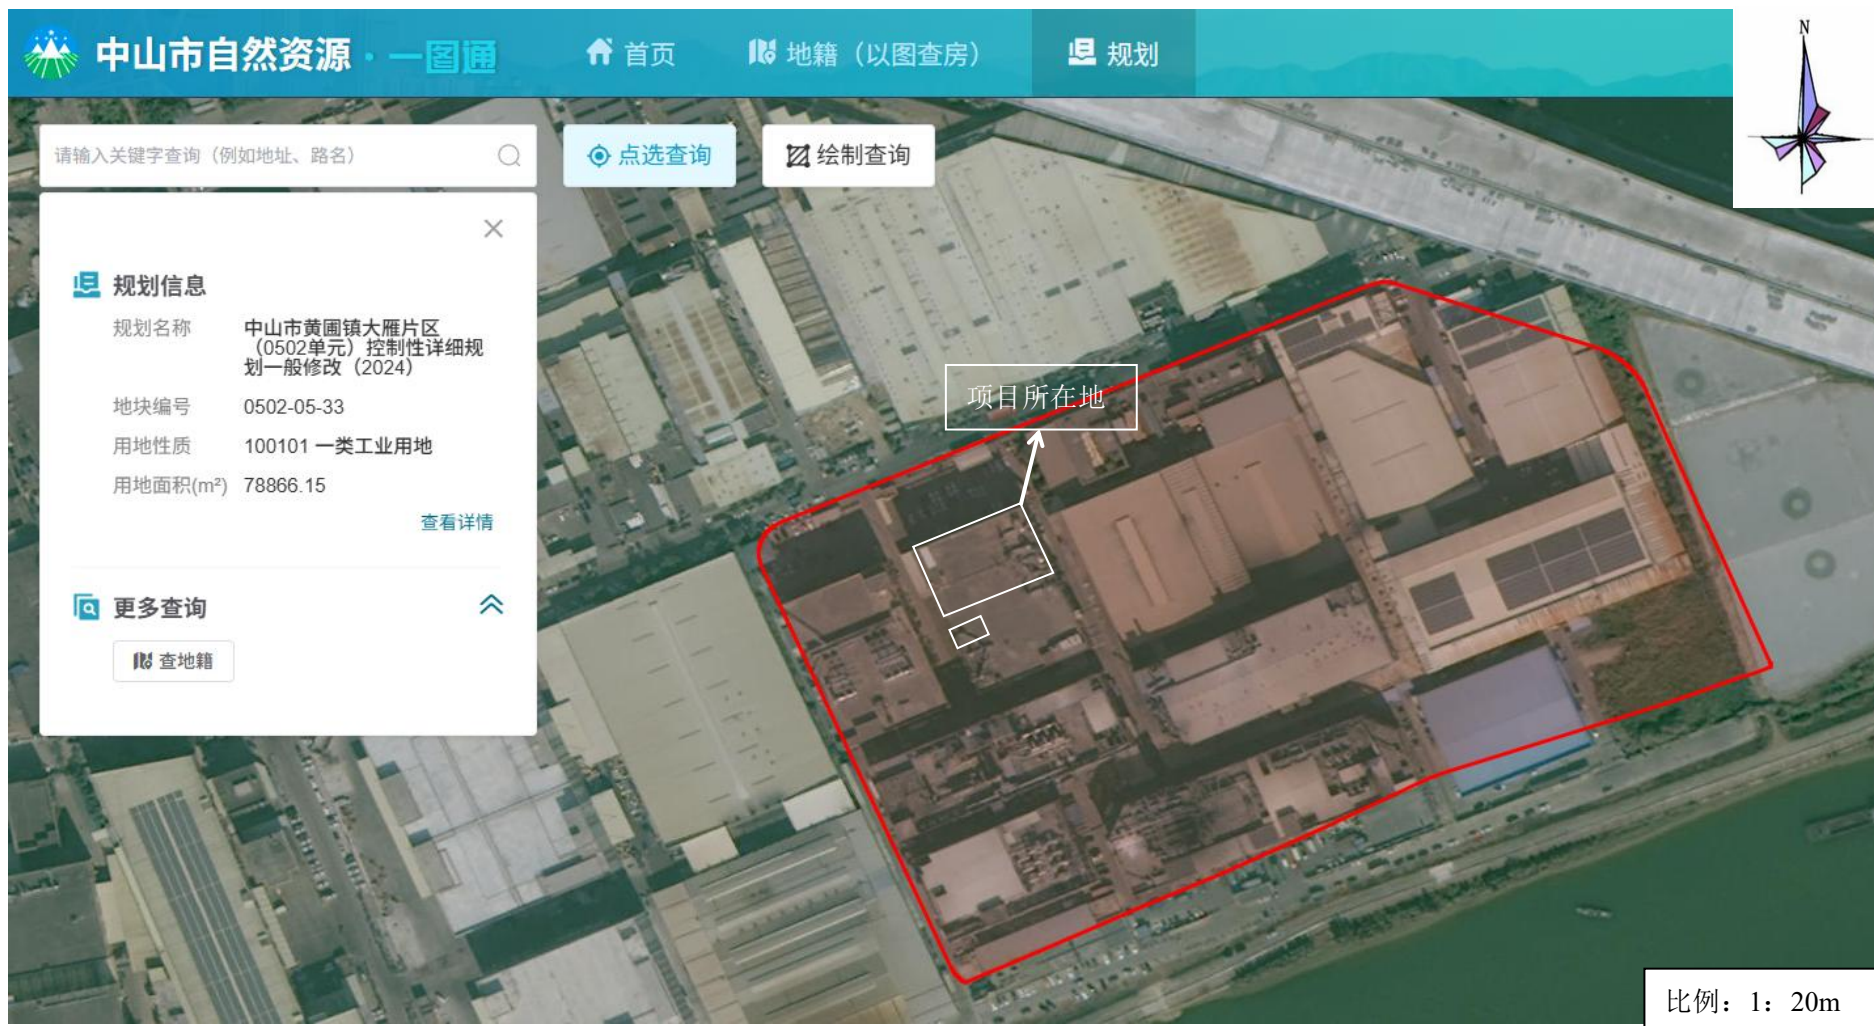 中山市自然资源·一图通
首页
地籍（以图查房）
规划
N
请输入关键字查询（例如地址、路名）
点选查询
绘制查询
规划信息
规划名称
中山市黄圃镇大雁片区
（0502单元）控制性详细规
划一般修改（2024）
地块编号 0502-05-33
用地性质 100101 一类工业用地
用地面积(m²) 78866.15
查看详情
更多查询
查地籍
项目所在地
比例：1：20m